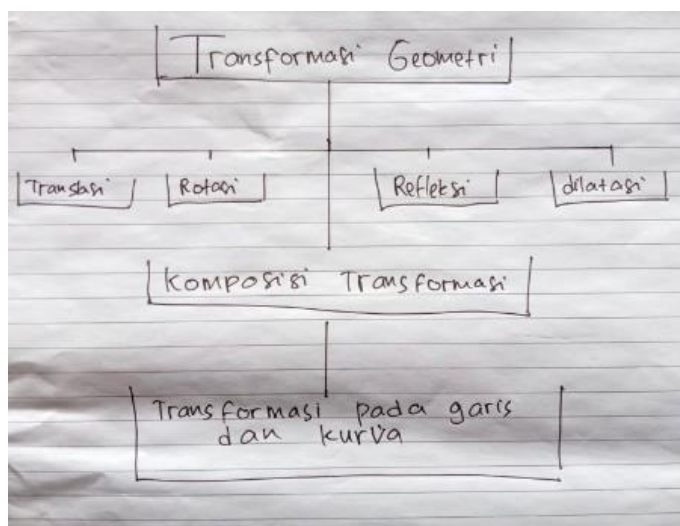 Transformasi Geometri
Translasi Rotasi Refleksi dilatasi
Komposisi Transformasi
Transformasi pada garis
dan kurva